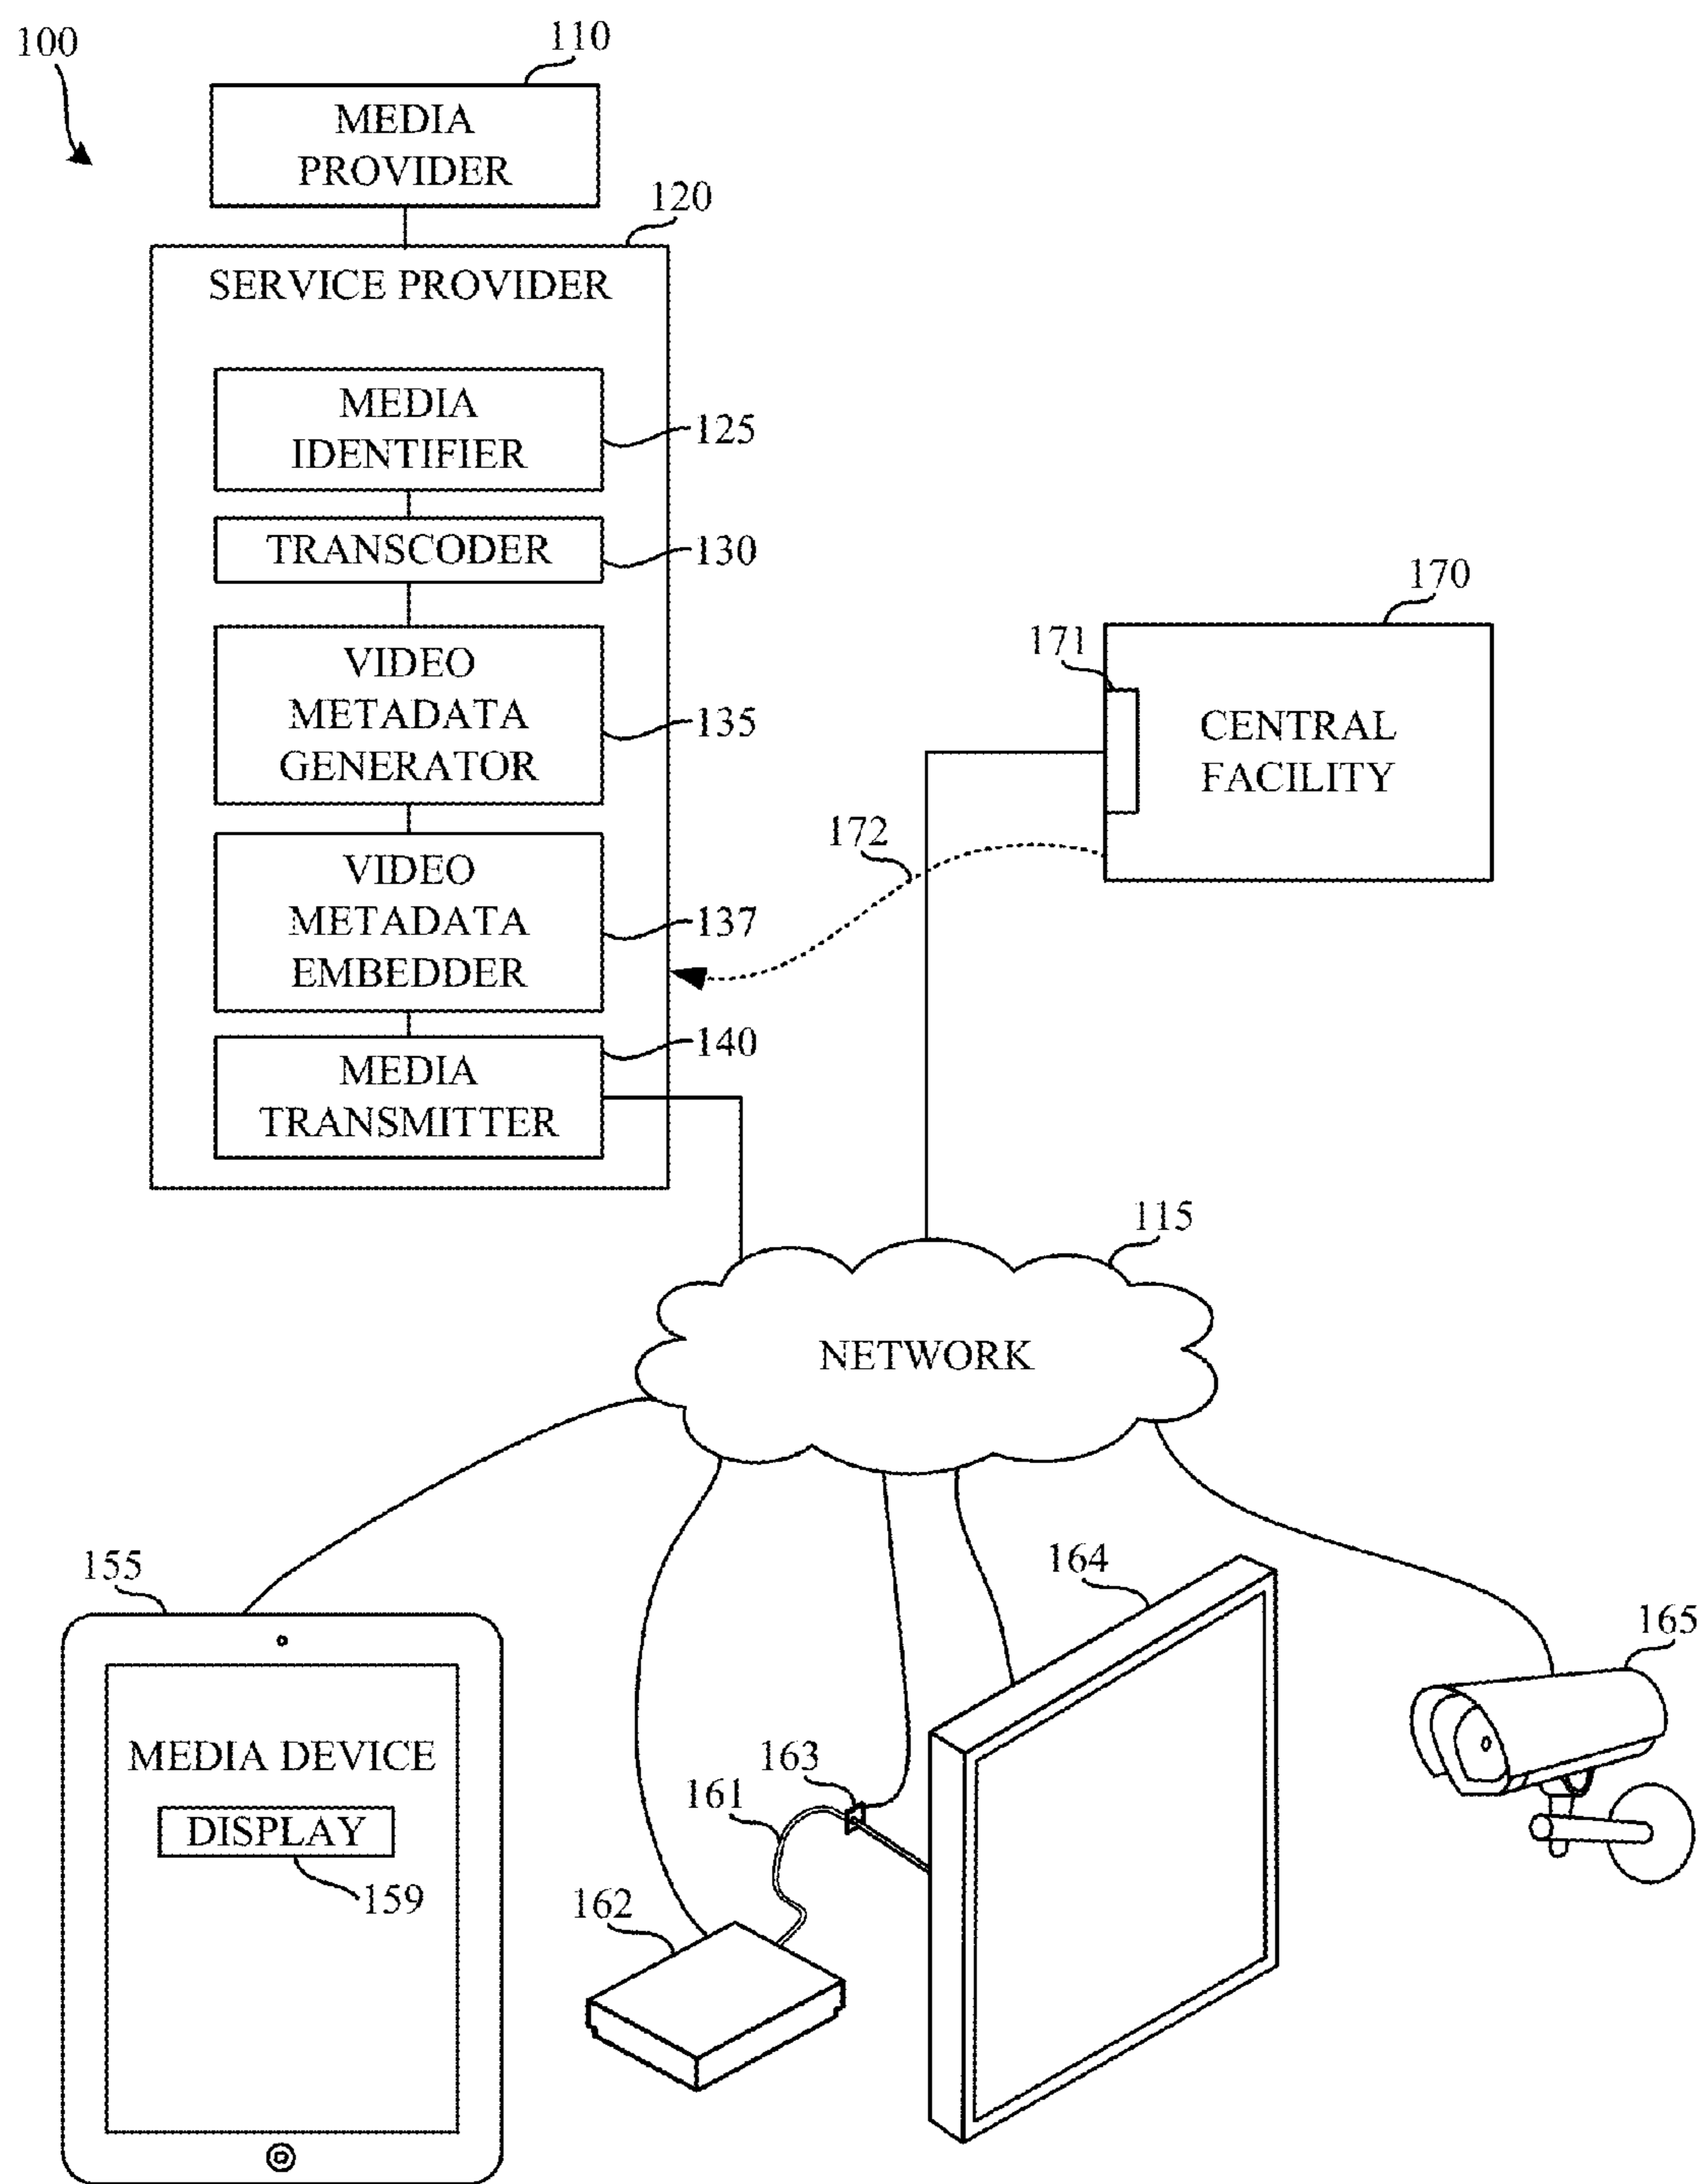 100
110
MEDIA
PROVIDER
120
SERVICE PROVIDER
MEDIA
IDENTIFIER
125
TRANSCODER
130
VIDEO
METADATA
GENERATOR
135
VIDEO
METADATA
EMBEDDER
137
MEDIA
TRANSMITTER
140
170
171
CENTRAL
FACILITY
172
115
NETWORK
155
MEDIA DEVICE
DISPLAY
159
161
162
163
164
165